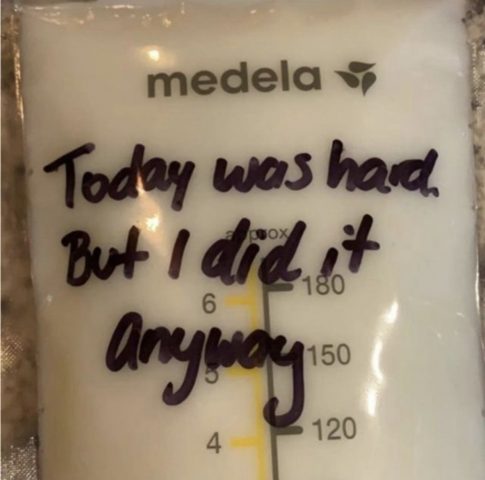 medela
Today was hard.
But I did it
approx
Anyway
6 180
5 150
4 120